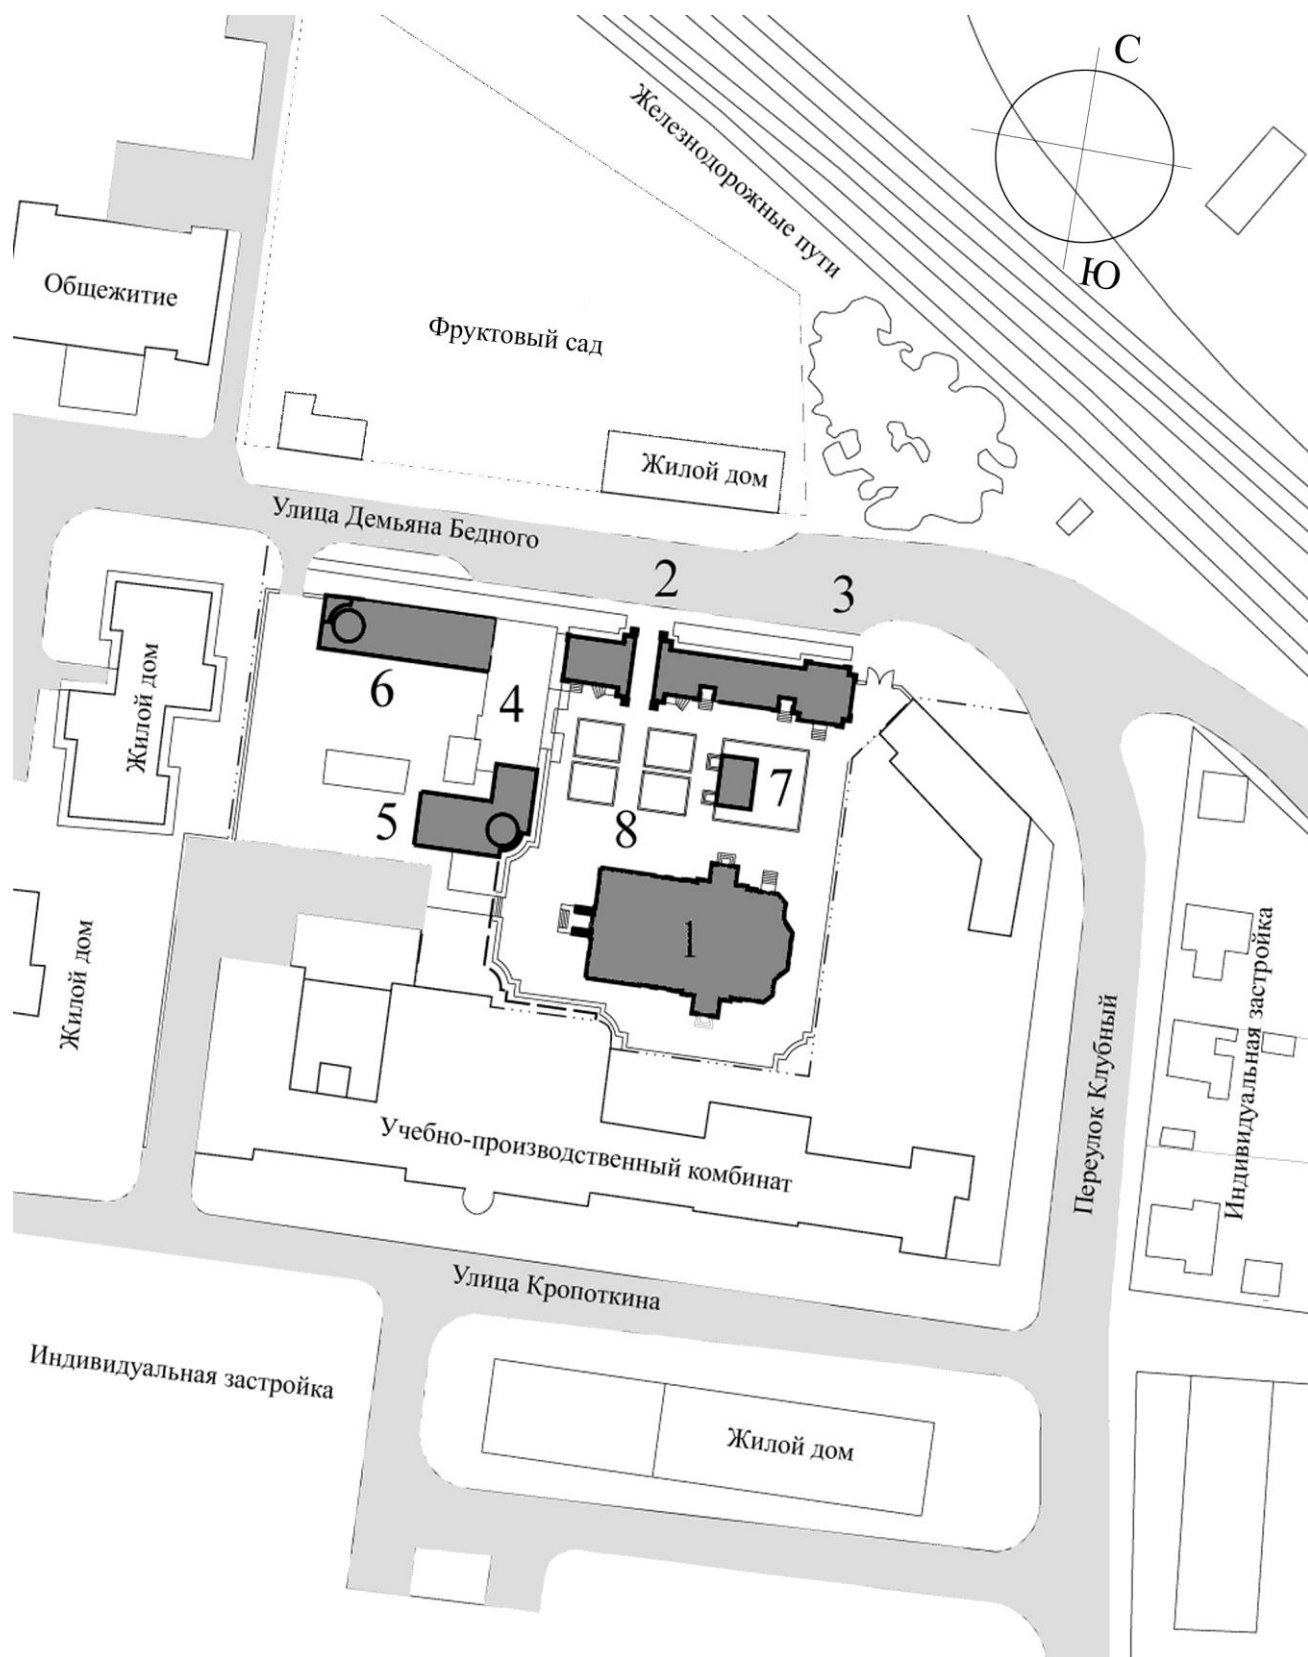 С
Железнодорожные пути
Ю
Общежитие
Фруктовый сад
Жилой дом
Улица Демьяна Бедного
2
3
Жилой дом
6
4
7
5
8
1
Жилой дом
Индивидуальная застройка
Переулок Клубный
Учебно-производственный комбинат
Улица Кропоткина
Индивидуальная застройка
Жилой дом